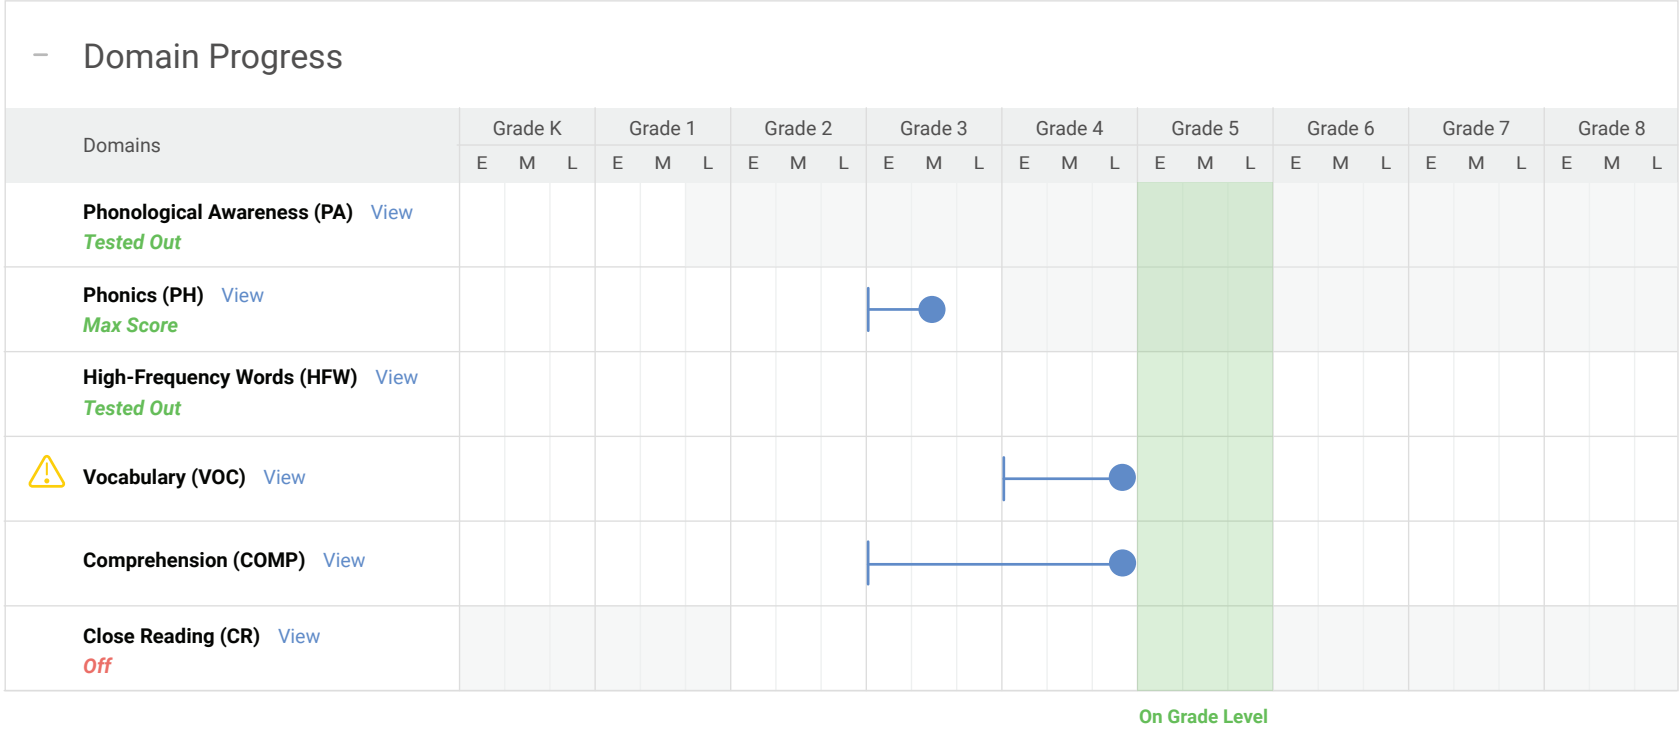 Domain Progress
Domains
Grade K Grade 1 Grade 2 Grade 3 Grade 4 Grade 5 Grade 6 Grade 7 Grade 8
E M L E M L E M L E M L E M L E M L E M L E M L E M L
Phonological Awareness (PA) View
Tested Out
Phonics (PH) View
Max Score
High-Frequency Words (HFW) View
Tested Out
Vocabulary (VOC) View
Comprehension (COMP) View
Close Reading (CR) View
Off
On Grade Level